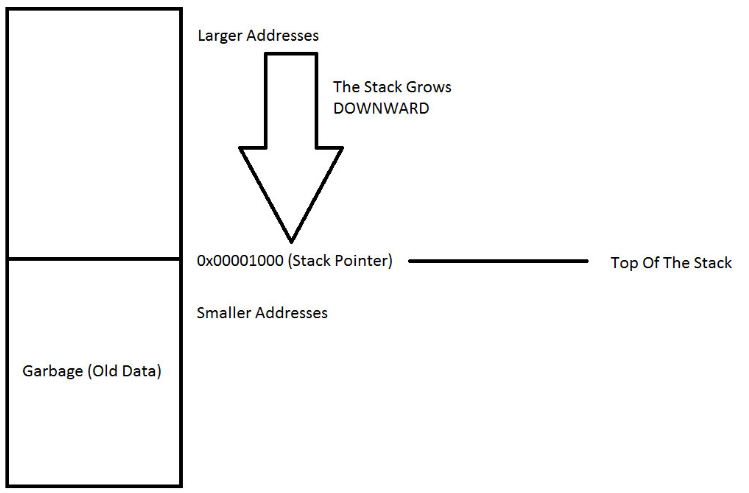 Larger Addresses
The Stack Grows
DOWNWARD
0x00001000 (Stack Pointer)
Top Of The Stack
Smaller Addresses
Garbage (Old Data)